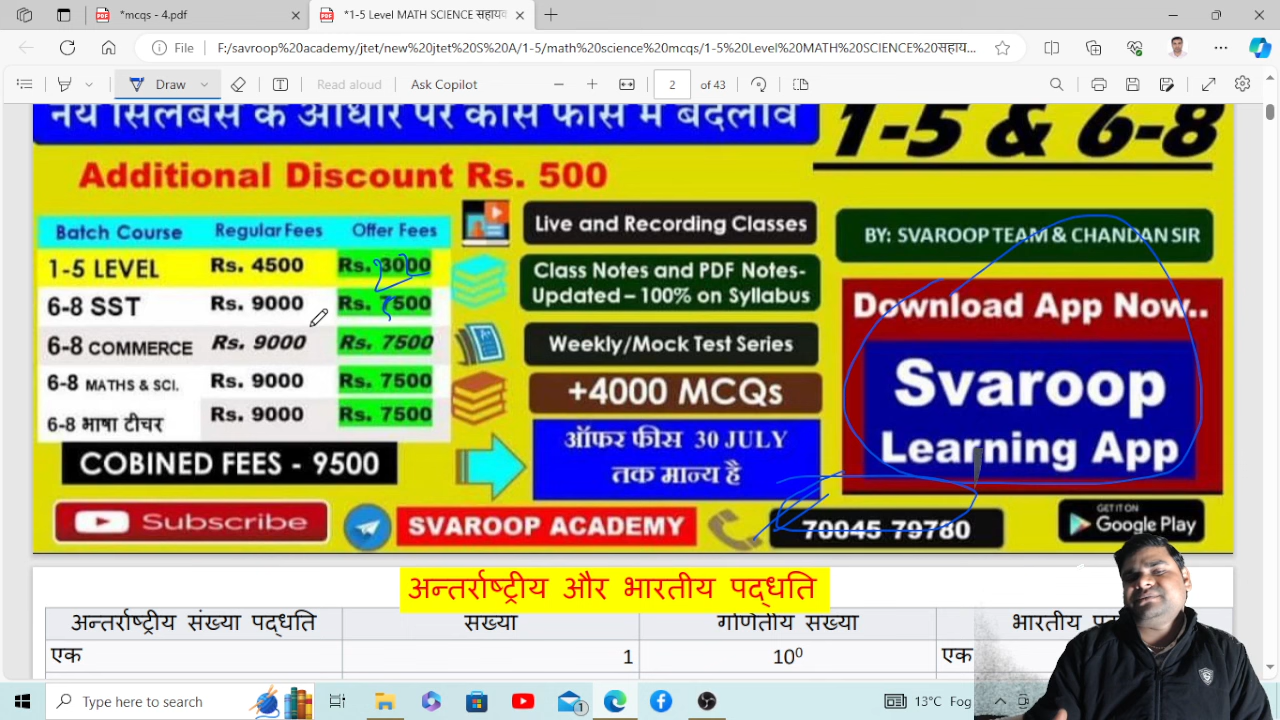 *mcqs - 4.pdf
*1-5 Level MATH SCIENCE सहायक
File
F:/savroop%20academy/jtet/new%20jtet%20S%20A/1-5/math%20science%20mcqs/1-5%20Level%20MATH%20SCIENCE%20सहाय...
Draw
Read aloud
Ask Copilot
2 of 43
नये सिलेबस के आधार पर कोर्स फीस में बदलाव
1-5 & 6-8
Additional Discount Rs. 500
Batch Course Regular Fees Offer Fees
1-5 LEVEL Rs. 4500 Rs. 3000
6-8 SST Rs. 9000 Rs. 7500
6-8 COMMERCE Rs. 9000 Rs. 7500
6-8 MATHS & SCI. Rs. 9000 Rs. 7500
6-8 भाषा टीचर Rs. 9000 Rs. 7500
COBINED FEES - 9500
Live and Recording Classes
Class Notes and PDF Notes-
Updated – 100% on Syllabus
Weekly/Mock Test Series
+4000 MCQs
ऑफर फीस 30 JULY
तक मान्य है
BY: SVAROOP TEAM & CHANDAN SIR
Download App Now..
Svaroop
Learning App
Subscribe
SVAROOP ACADEMY
70045 79780
GET IT ON
Google Play
अन्तर्राष्ट्रीय और भारतीय पद्धति
अन्तर्राष्ट्रीय संख्या पद्धति संख्या गणितीय संख्या भारतीय
एक 1 10⁰ एक
Type here to search
1
13°C Fog